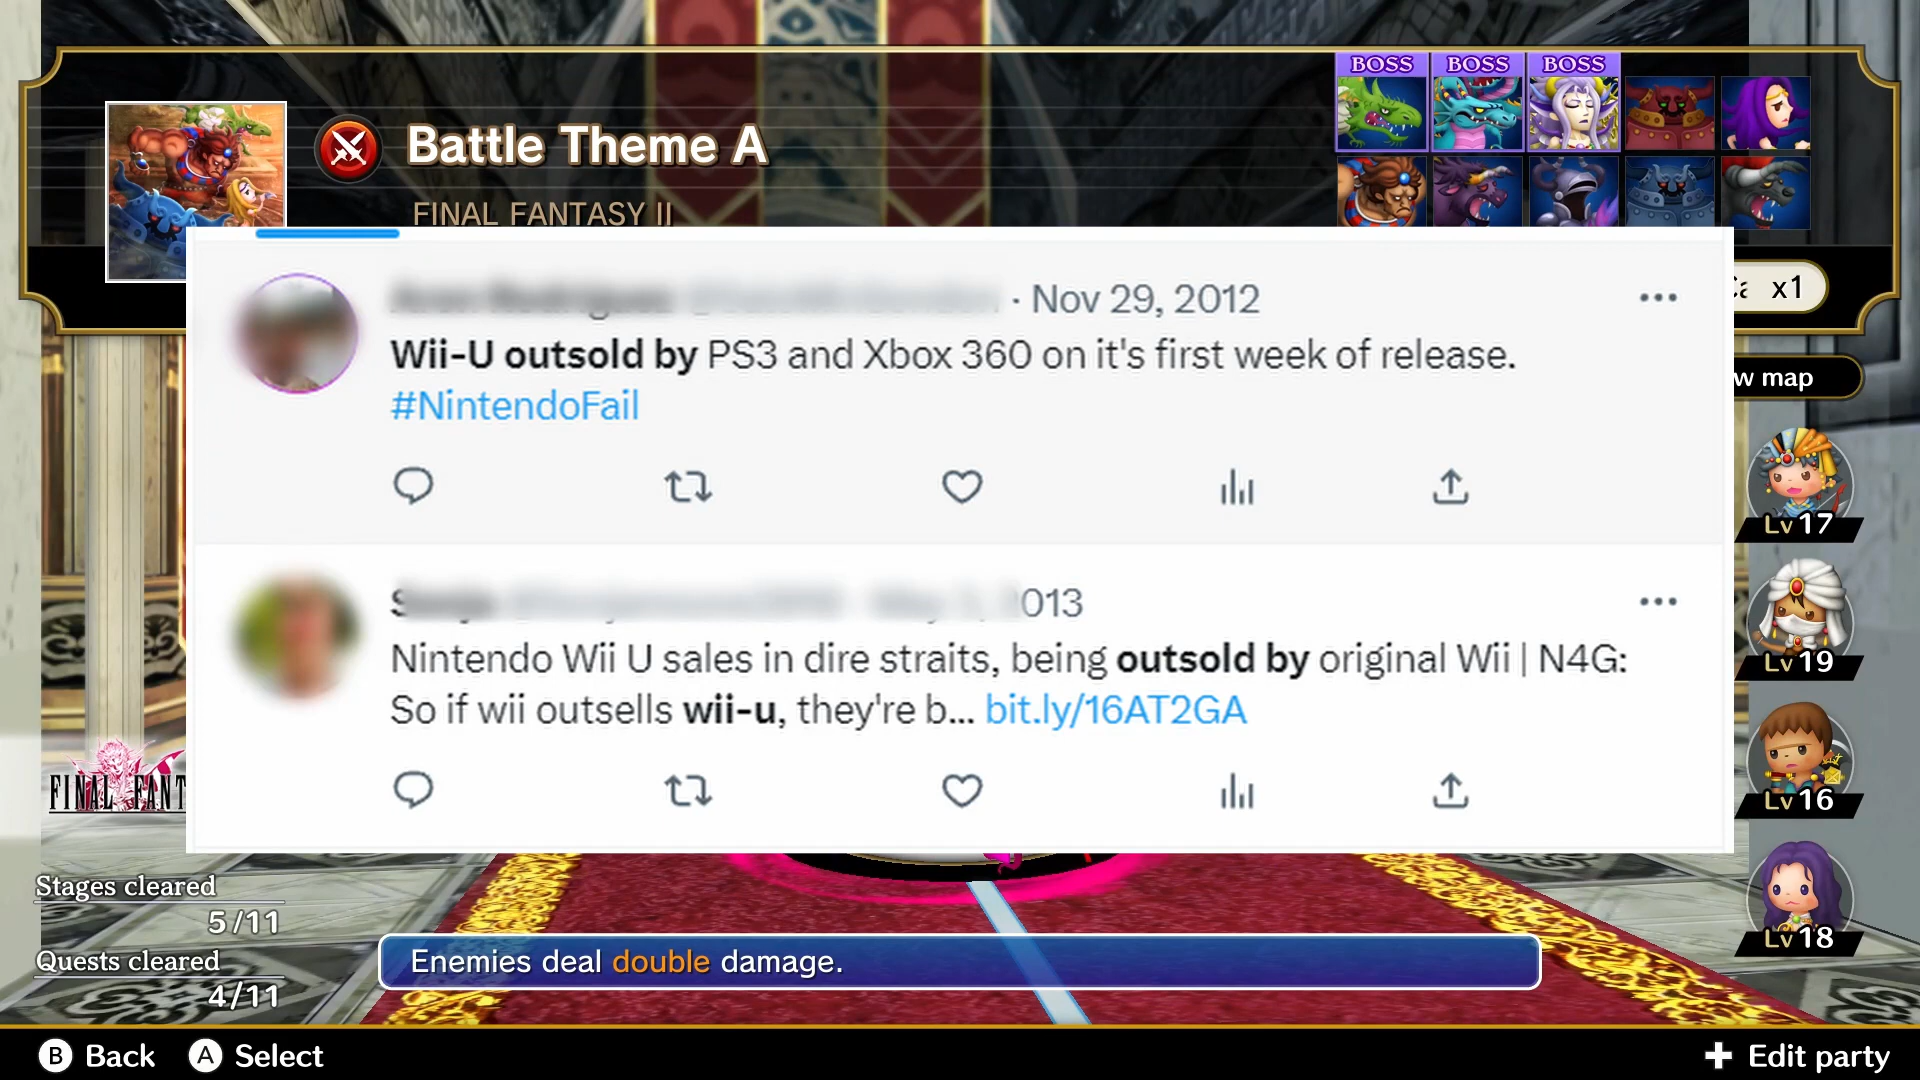 BOSS BOSS BOSS
Battle Theme A
FINAL FANTASY II
x1
· Nov 29, 2012
Wii-U outsold by PS3 and Xbox 360 on it's first week of release.
#NintendoFail
w map
Lv 17
013
Nintendo Wii U sales in dire straits, being outsold by original Wii | N4G:
So if wii outsells wii-u, they're b... bit.ly/16AT2GA
Lv 19
FINAL FANT
Lv 16
Stages cleared
5/11
Quests cleared
4/11
Lv 18
Enemies deal double damage.
B Back A Select
Edit party